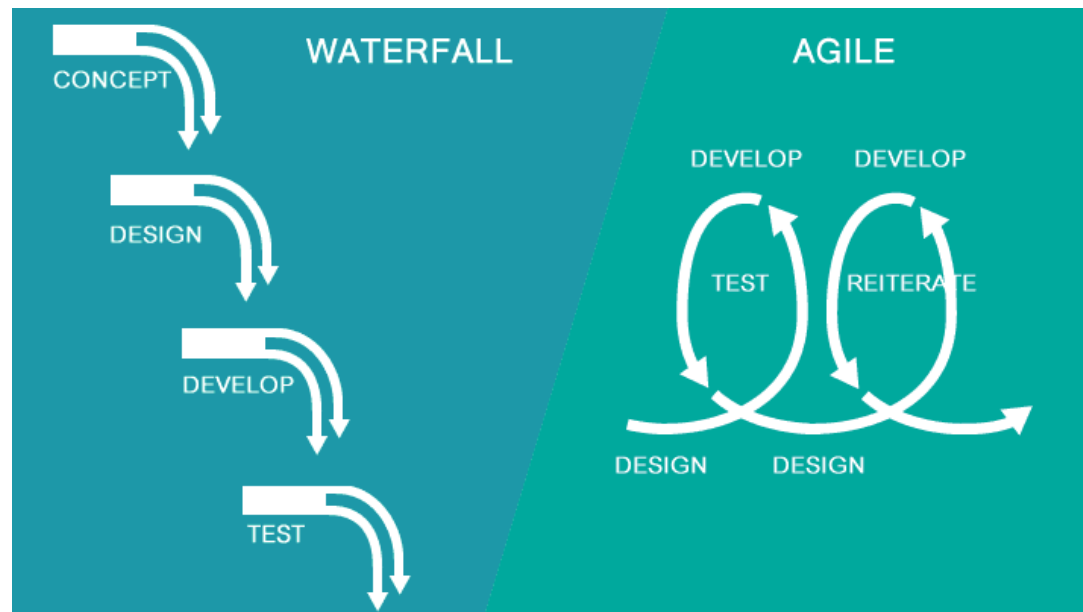 WATERFALL
CONCEPT
DESIGN
DEVELOP
TEST
AGILE
DEVELOP DEVELOP
TEST REITERATE
DESIGN DESIGN